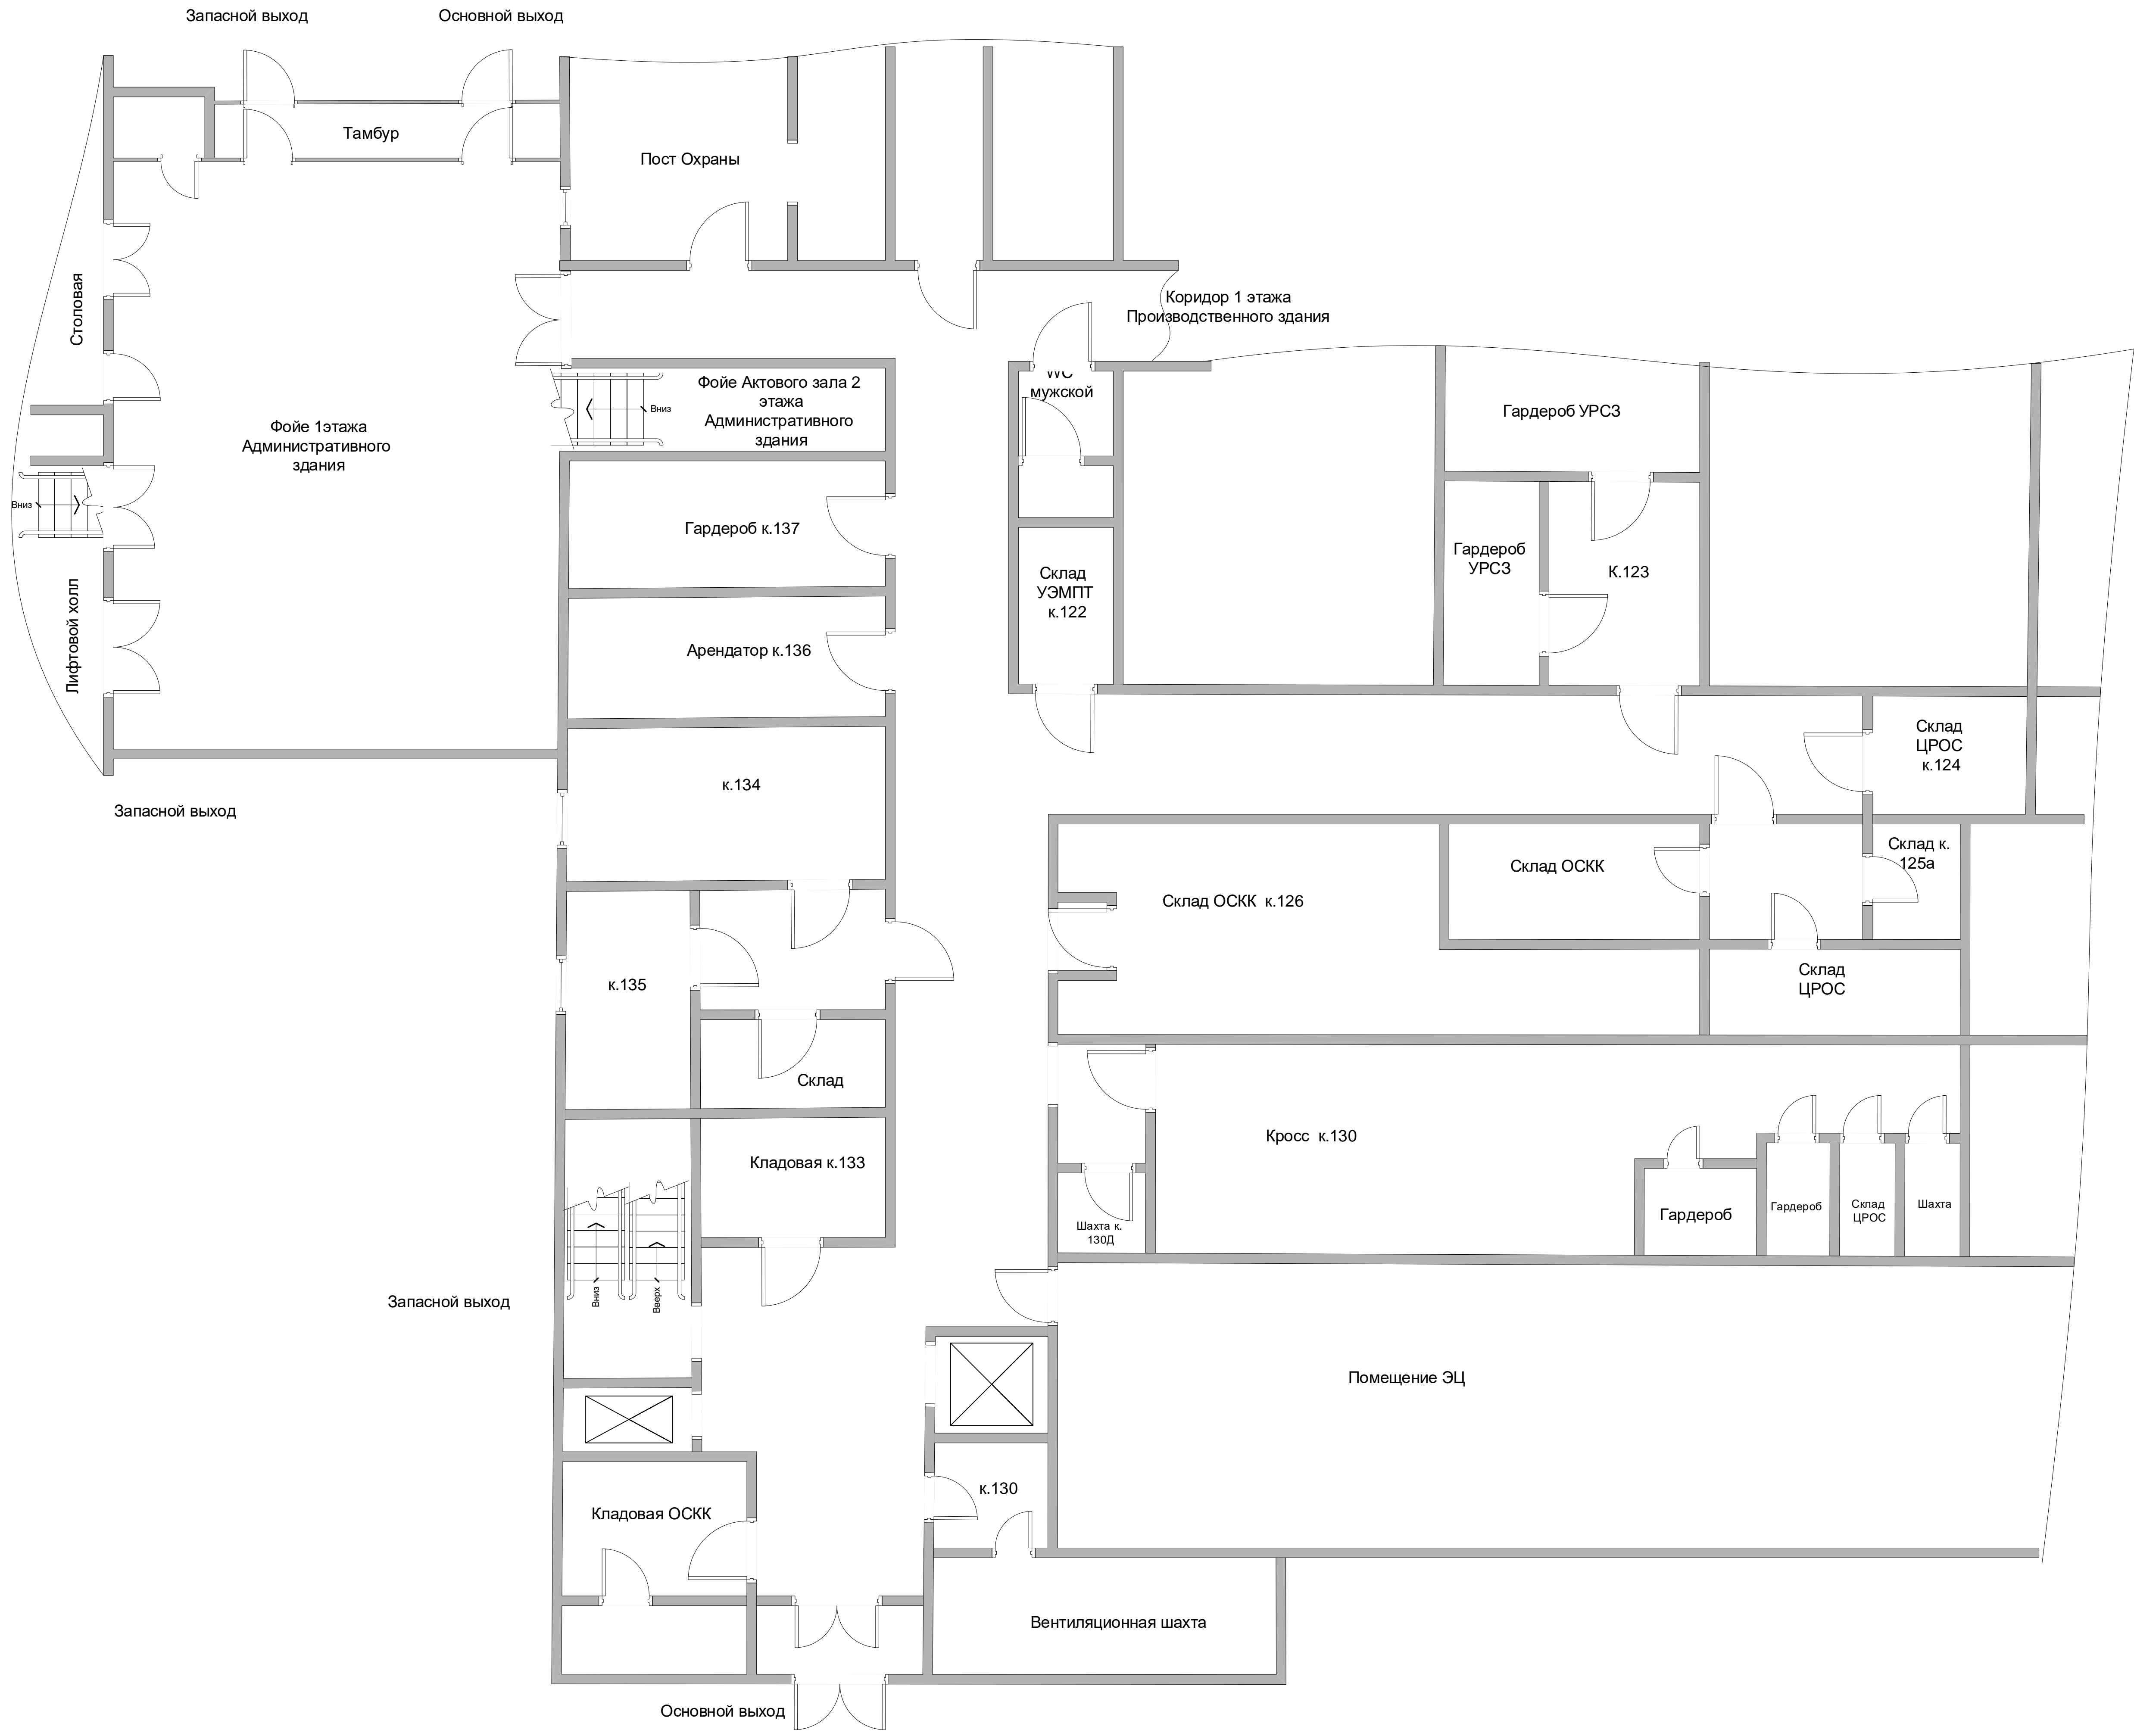 Запасной выход
Основной выход
Тамбур
Пост Охраны
Столовая
Коридор 1 этажа
Производственного здания
Фойе Актового зала 2
этажа
Административного
здания
Вниз
WC
мужской
Гардероб УРСЗ
Фойе 1этажа
Административного
здания
Вниз
Гардероб к.137
Гардероб
УРСЗ
К.123
Склад
УЭМПТ
к.122
Лифтовой холл
Арендатор к.136
Склад
ЦРОС
к.124
к.134
Запасной выход
Склад ОСКК
Склад к.
125а
Склад ОСКК к.126
к.135
Склад
ЦРОС
Склад
Кросс к.130
Кладовая к.133
Гардероб
Гардероб
Склад
ЦРОС
Шахта
Шахта к.
130Д
Вниз
Вверх
Запасной выход
Помещение ЭЦ
к.130
Кладовая ОСКК
Вентиляционная шахта
Основной выход